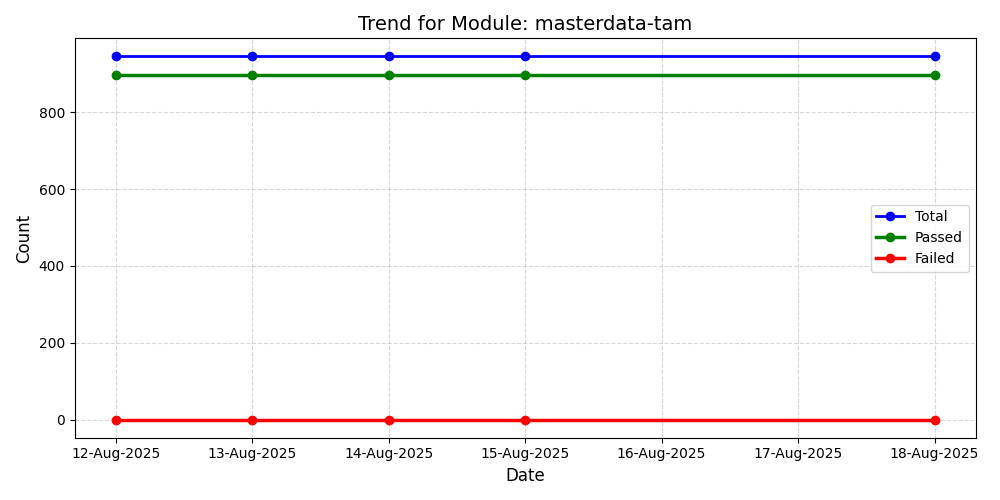 Trend for Module: masterdata-tam
Count
800
600
400
200
0
Total
Passed
Failed
12-Aug-2025
13-Aug-2025
14-Aug-2025
15-Aug-2025
16-Aug-2025
17-Aug-2025
18-Aug-2025
Date